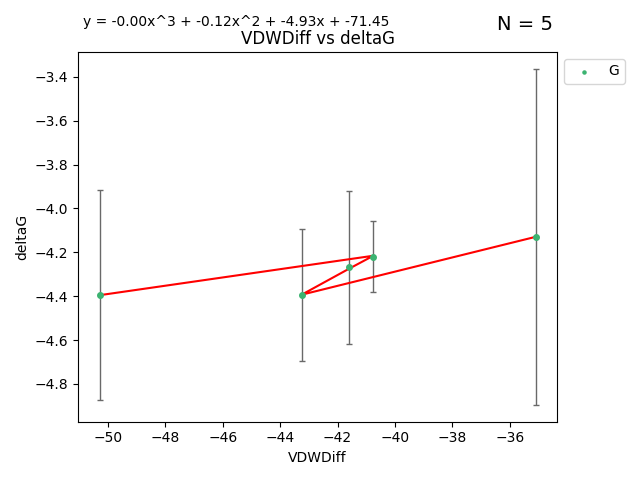 y = -0.00x^3 + -0.12x^2 + -4.93x + -71.45
N = 5
VDWDiff vs deltaG
G
−3.4
−3.6
−3.8
−4.0
−4.2
−4.4
−4.6
−4.8
deltaG
−50 −48 −46 −44 −42 −40 −38 −36
VDWDiff